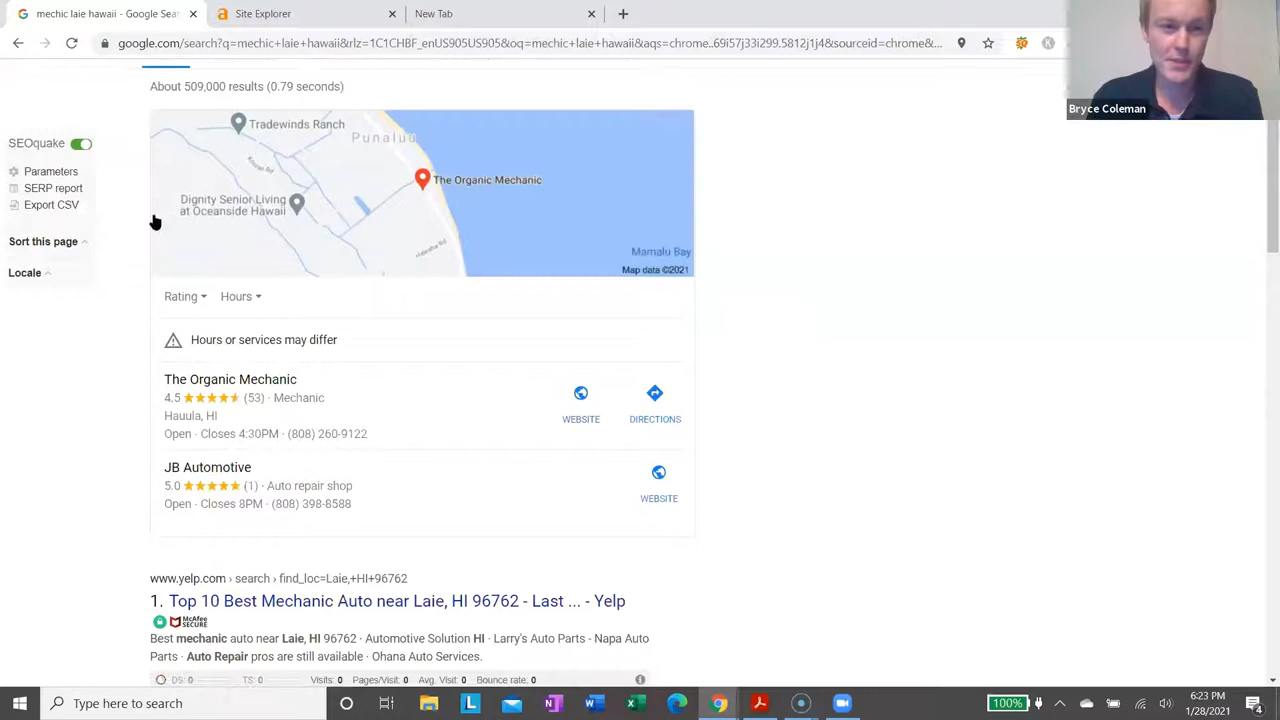 mechic laie hawaii - Google Sear
Site Explorer
New Tab
google.com/search?q=mechic+laie+hawaii&rlz=1C1CHBF_enUS905US905&oq=mechic+laie+hawaii&aqs=chrome..69i57j33i299.5812j1j4&sourceid=chrome&...
Bryce Coleman
About 509,000 results (0.79 seconds)
SEOquake
Parameters
SERP report
Export CSV
Sort this page
Locale
Tradewinds Ranch
Punaluu
The Organic Mechanic
Dignity Senior Living
at Oceanside Hawaii
Mamalu Bay
Map data ©2021
Rating
Hours
Hours or services may differ
The Organic Mechanic
4.5 (53) · Mechanic
Hauula, HI
Open · Closes 4:30PM · (808) 260-9122
WEBSITE
DIRECTIONS
JB Automotive
5.0 (1) · Auto repair shop
Open · Closes 8PM · (808) 398-8588
WEBSITE
www.yelp.com › search › find_loc=Laie,+HI+96762
1. Top 10 Best Mechanic Auto near Laie, HI 96762 - Last ... - Yelp
McAfee
SECURE
Best mechanic auto near Laie, HI 96762 · Automotive Solution HI · Larry's Auto Parts - Napa Auto
Parts · Auto Repair pros are still available · Ohana Auto Services.
DS: 0 TS: 0 Visits: 0 Pages/Visit: 0 Avg. Visit: 0 Bounce rate: 0
Type here to search
100%
6:23 PM
1/28/2021
4